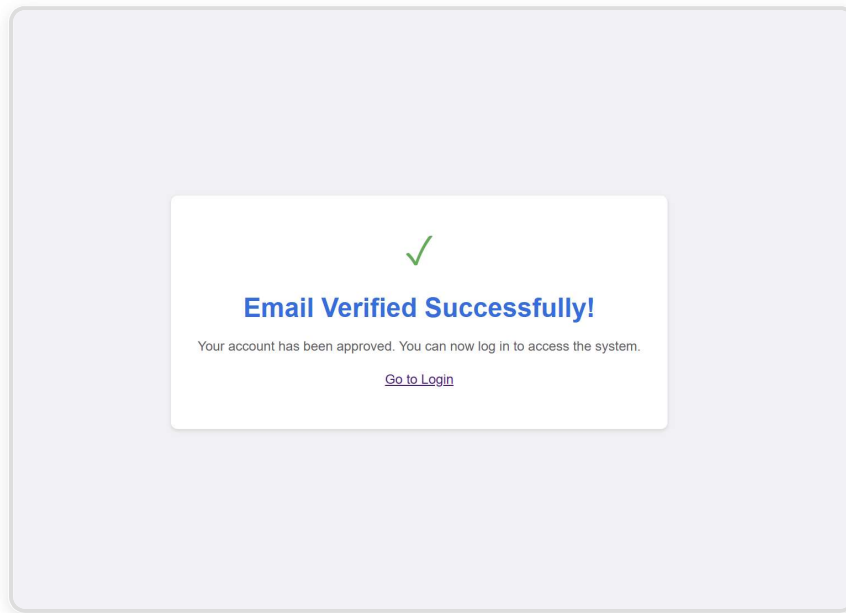 Email Verified Successfully!
Your account has been approved. You can now log in to access the system.
Go to Login